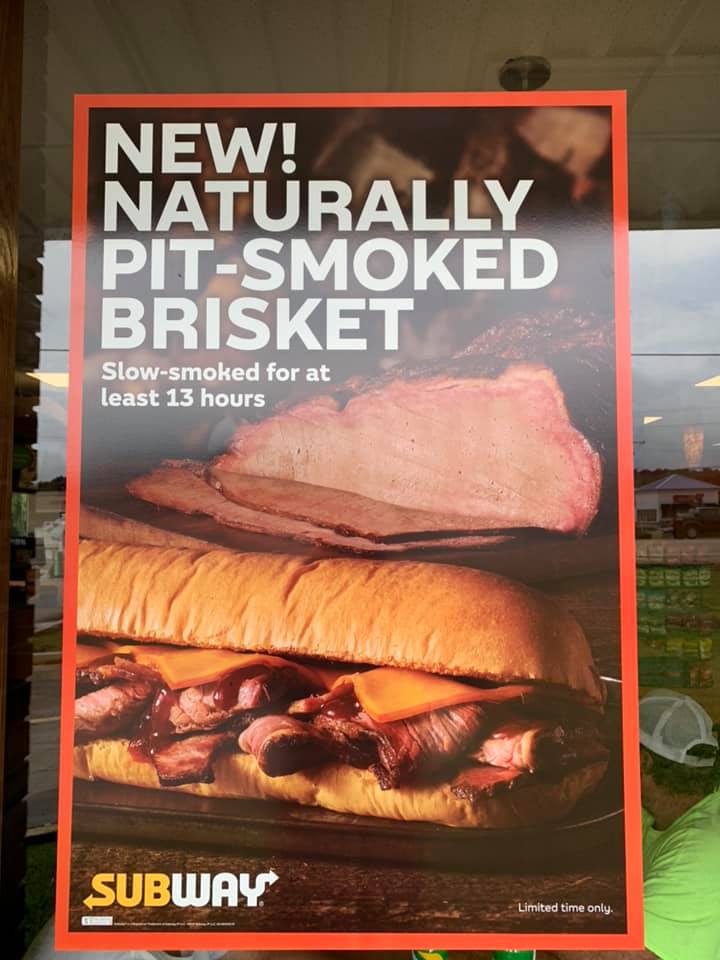 NEW!
NATURALLY
PIT-SMOKED
BRISKET
Slow-smoked for at
least 13 hours
SUBWAY
Limited time only.